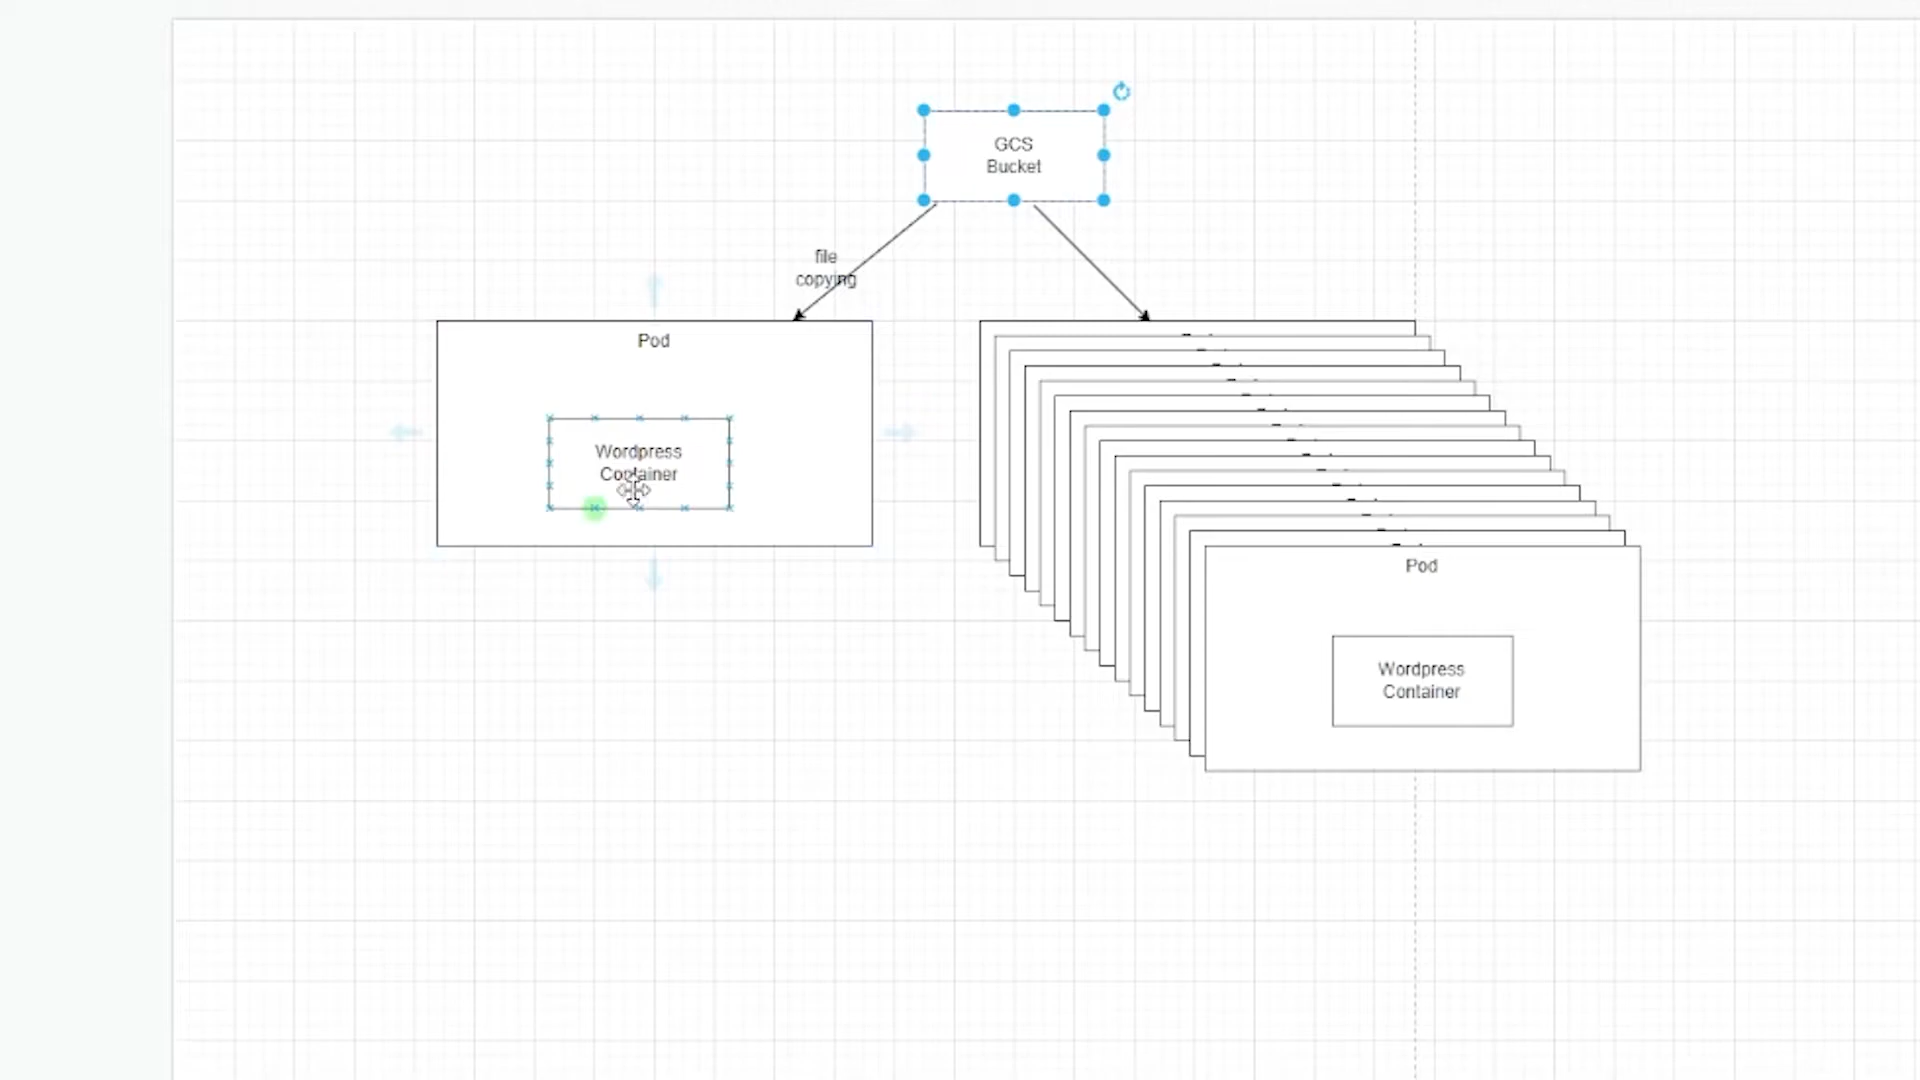 GCS
Bucket
file
copying
Pod
Wordpress
Container
Pod
Wordpress
Container